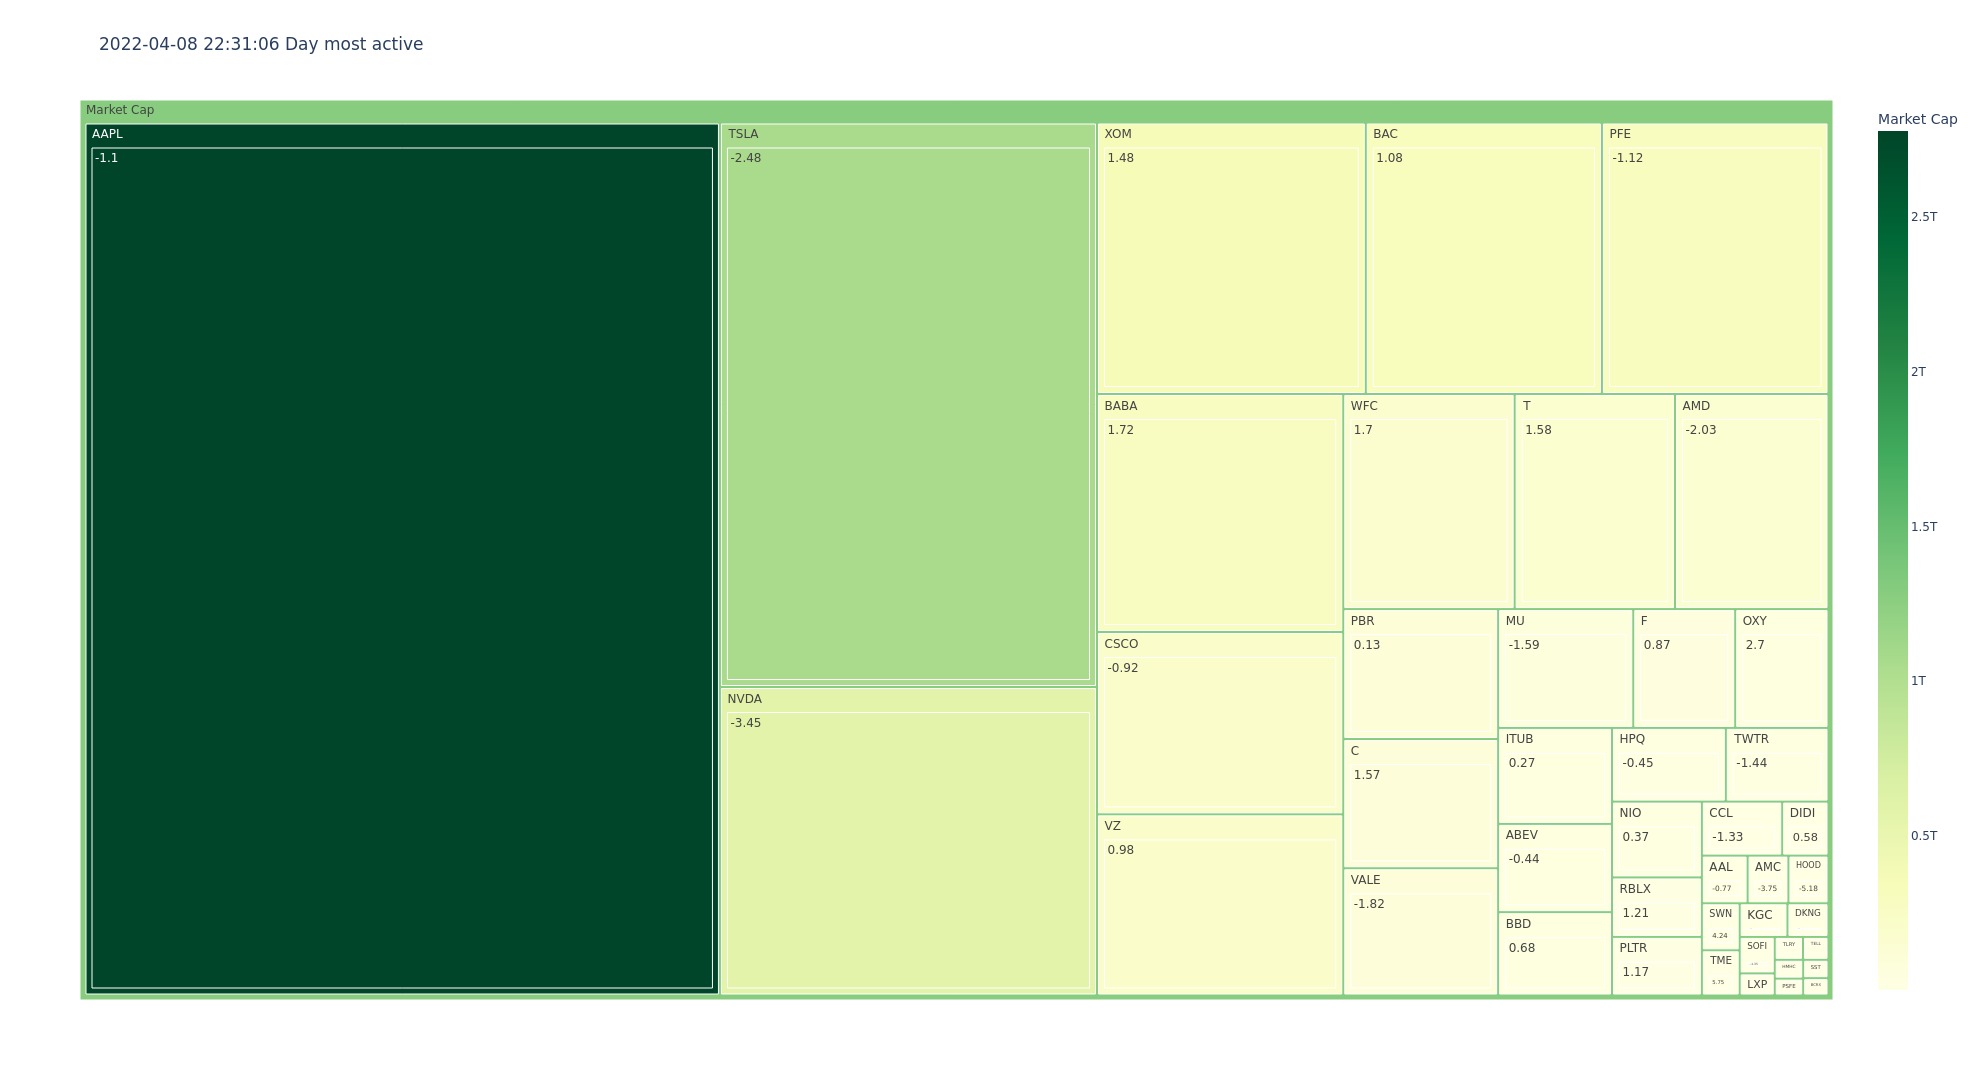 2022-04-08 22:31:06 Day most active
Market Cap
AAPL
-1.1
TSLA
-2.48
NVDA
-3.45
XOM
1.48
BAC
1.08
PFE
-1.12
BABA
1.72
WFC
1.7
T
1.58
AMD
-2.03
CSCO
-0.92
VZ
0.98
PBR
0.13
MU
-1.59
F
0.87
OXY
2.7
C
1.57
VALE
-1.82
ITUB
0.27
HPQ
-0.45
TWTR
-1.44
ABEV
-0.44
BBD
0.68
NIO
0.37
CCL
-1.33
DIDI
0.58
RBLX
1.21
PLTR
1.17
AAL
-0.77
AMC
-3.75
HOOD
-5.18
SWN
4.24
KGC
DKNG
TME
5.75
SOFI
LXP
TLRY
TELL
HMHC
SST
PSFE
Market Cap
2.5T
2T
1.5T
1T
0.5T